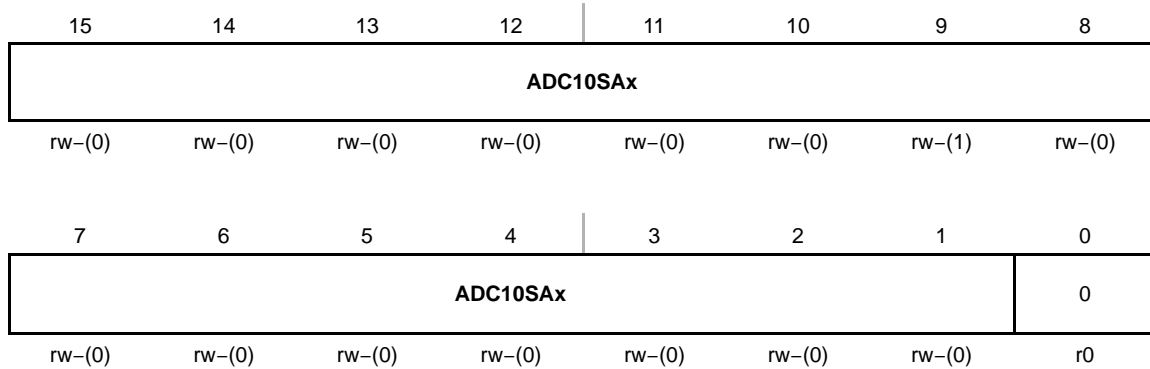 15 14 13 12 11 10 9 8
ADC10SAx
rw−(0) rw−(0) rw−(0) rw−(0) rw−(0) rw−(0) rw−(1) rw−(0)
7 6 5 4 3 2 1 0
ADC10SAx 0
rw−(0) rw−(0) rw−(0) rw−(0) rw−(0) rw−(0) rw−(0) r0